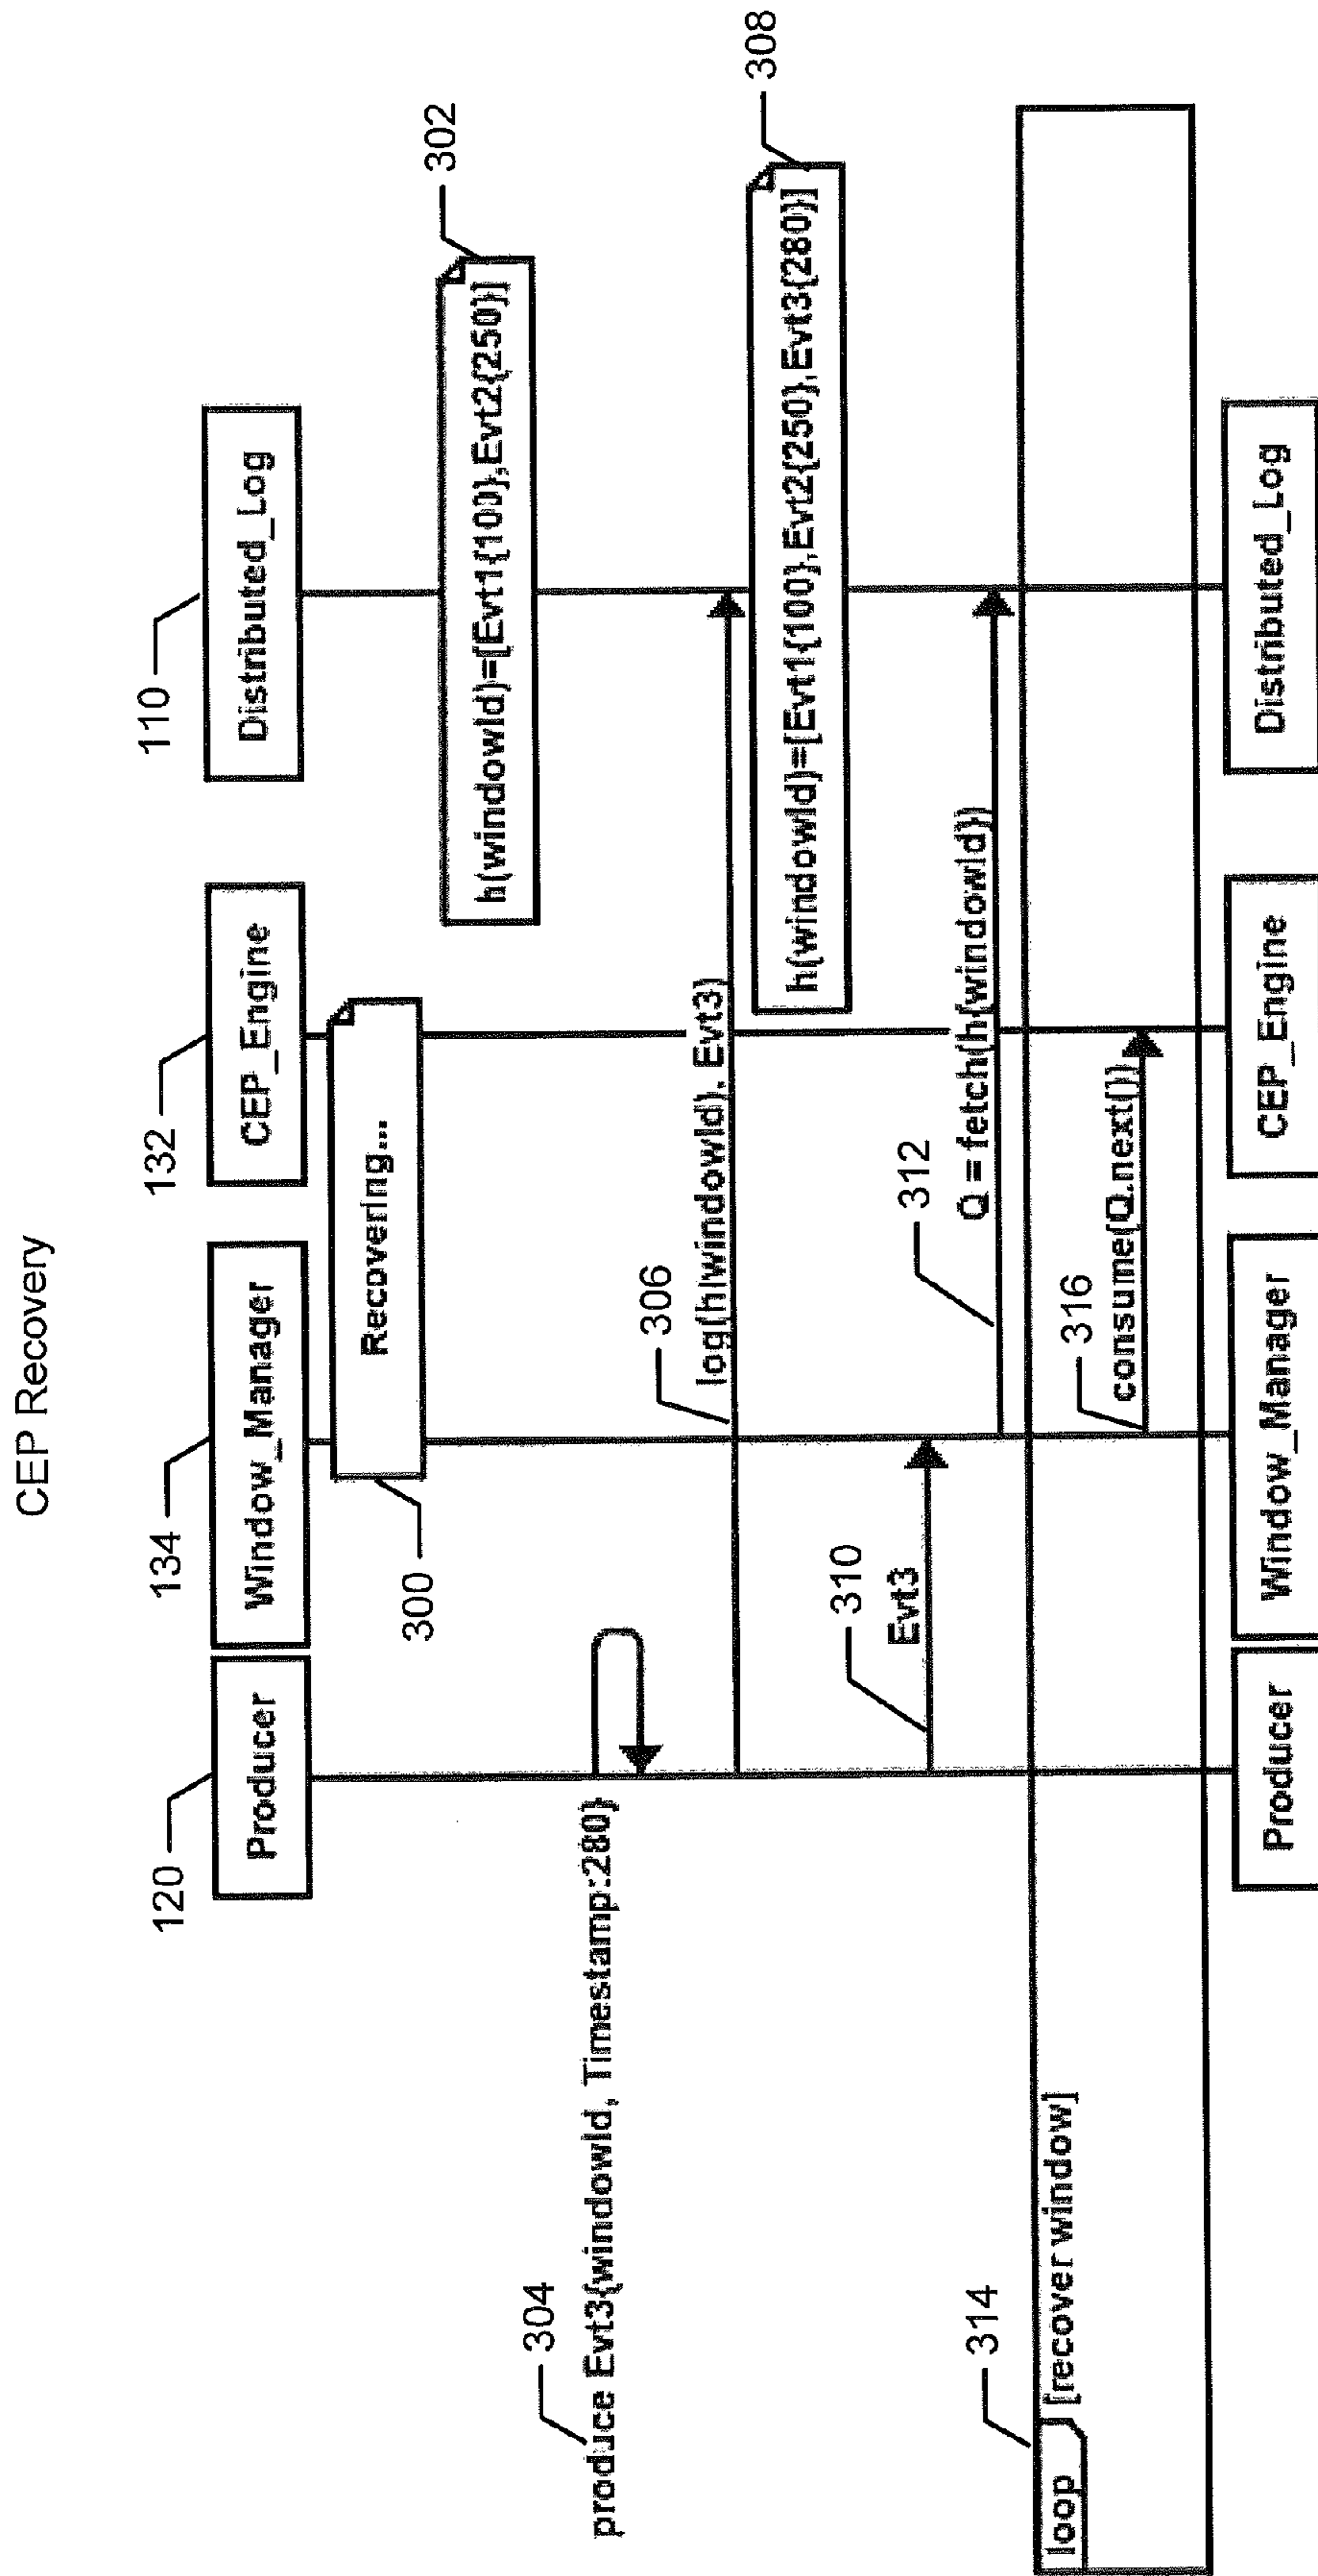 CEP Recovery
120
134
132
110
Producer
Window_Manager
CEP_Engine
Distributed_Log
300
Recovering...
302
h(windowId)=[Evt1{100},Evt2{250}]
304
produce Evt3{windowId, Timestamp:280}
306
log(h(windowId), Evt3)
308
h(windowId)=[Evt1{100},Evt2{250},Evt3{280}]
310
Evt3
312
Q = fetch(h(windowId))
314
loop
[recover window]
316
consume(Q.next())
Producer
Window_Manager
CEP_Engine
Distributed_Log